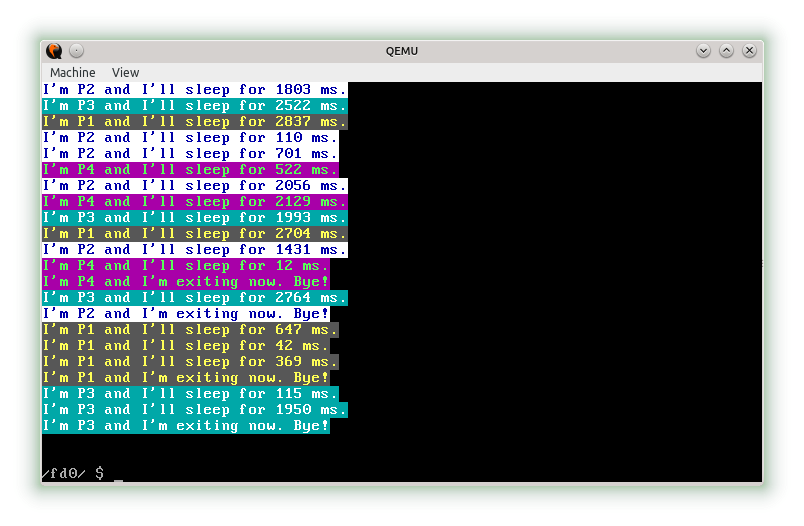 QEMU
Machine View
I'm P2 and I'll sleep for 1803 ms.
I'm P3 and I'll sleep for 2522 ms.
I'm P1 and I'll sleep for 2837 ms.
I'm P2 and I'll sleep for 110 ms.
I'm P2 and I'll sleep for 701 ms.
I'm P4 and I'll sleep for 522 ms.
I'm P2 and I'll sleep for 2056 ms.
I'm P4 and I'll sleep for 2129 ms.
I'm P3 and I'll sleep for 1993 ms.
I'm P1 and I'll sleep for 2704 ms.
I'm P2 and I'll sleep for 1431 ms.
I'm P4 and I'll sleep for 12 ms.
I'm P4 and I'm exiting now. Bye!
I'm P3 and I'll sleep for 2764 ms.
I'm P2 and I'm exiting now. Bye!
I'm P1 and I'll sleep for 647 ms.
I'm P1 and I'll sleep for 42 ms.
I'm P1 and I'll sleep for 369 ms.
I'm P1 and I'm exiting now. Bye!
I'm P3 and I'll sleep for 115 ms.
I'm P3 and I'll sleep for 1950 ms.
I'm P3 and I'm exiting now. Bye!
/fd0/ $ _